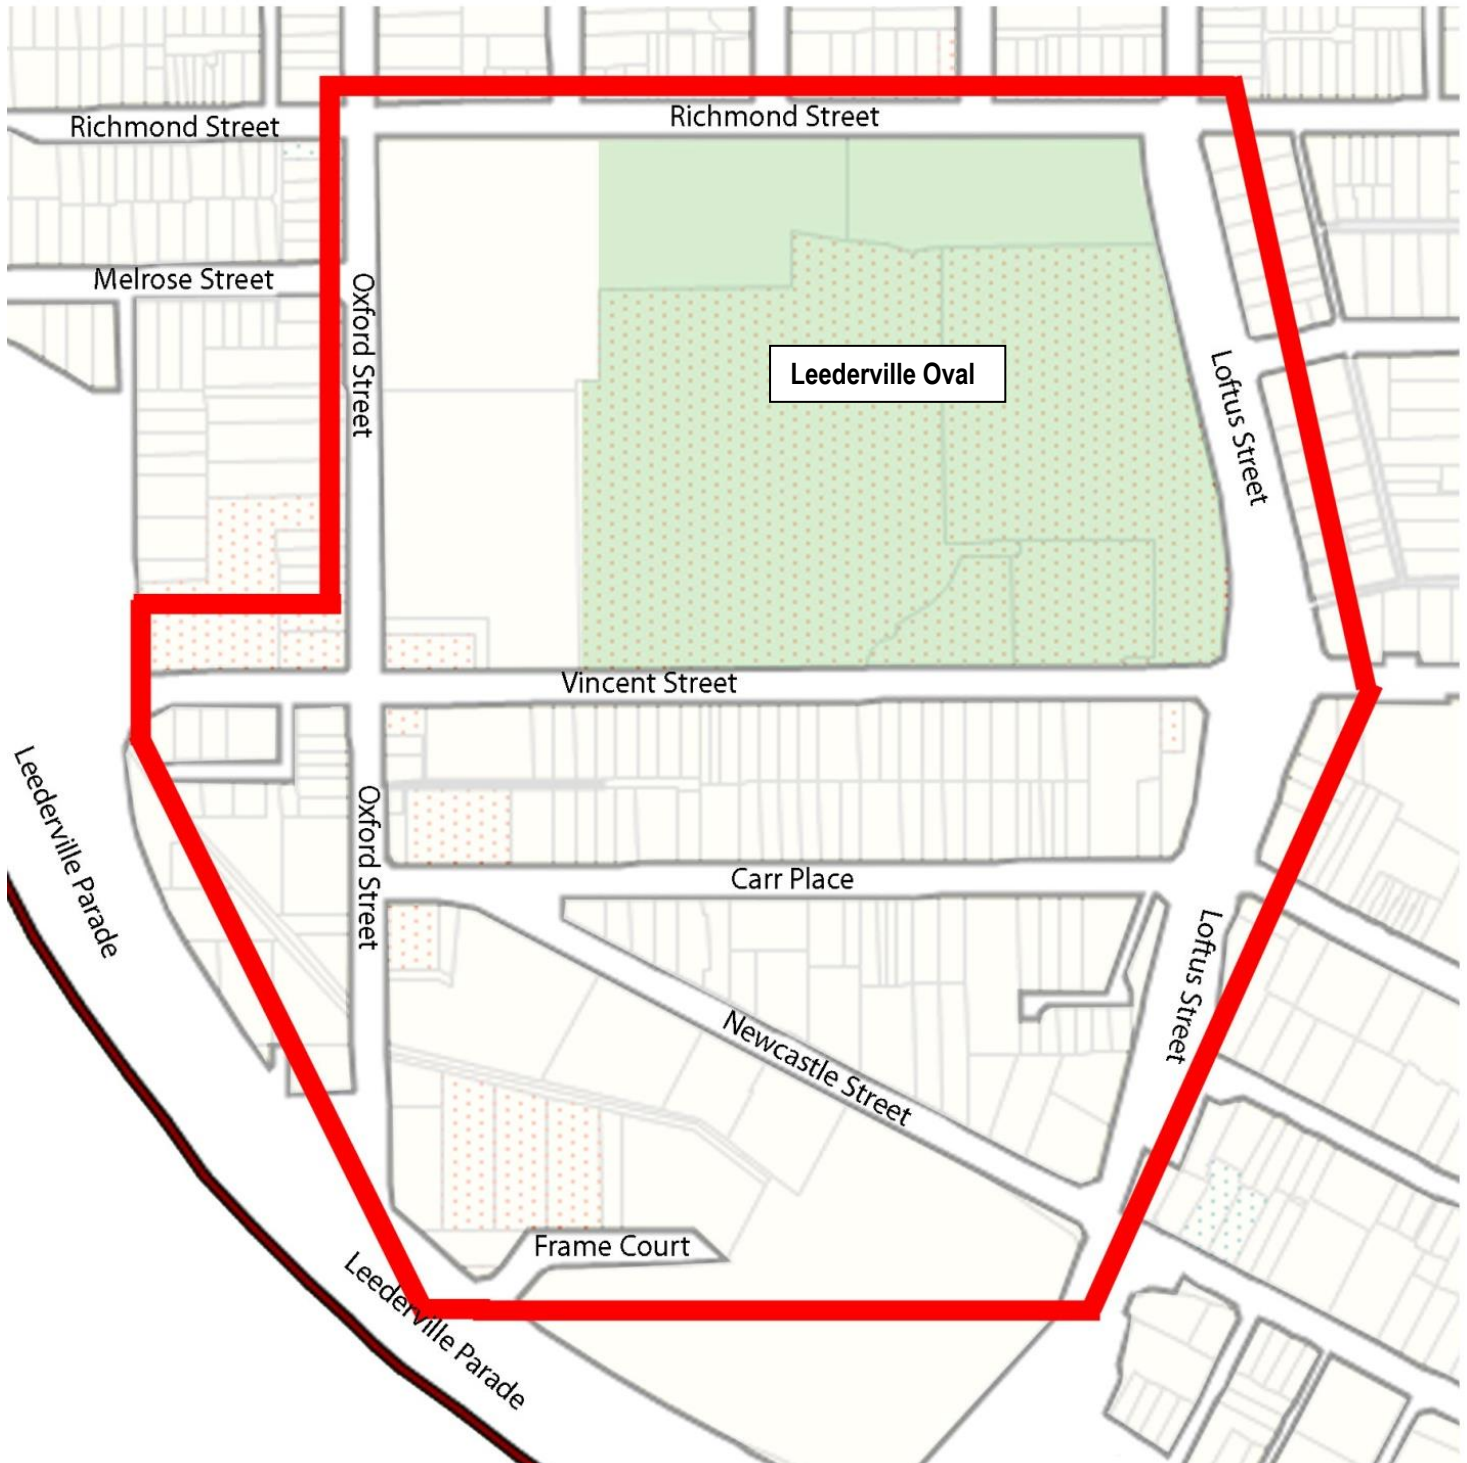 Richmond Street
Richmond Street
Melrose Street
Oxford Street
Leederville Oval
Loftus Street
Vincent Street
Leederville Parade
Oxford Street
Carr Place
Loftus Street
Newcastle Street
Frame Court
Leederville Parade